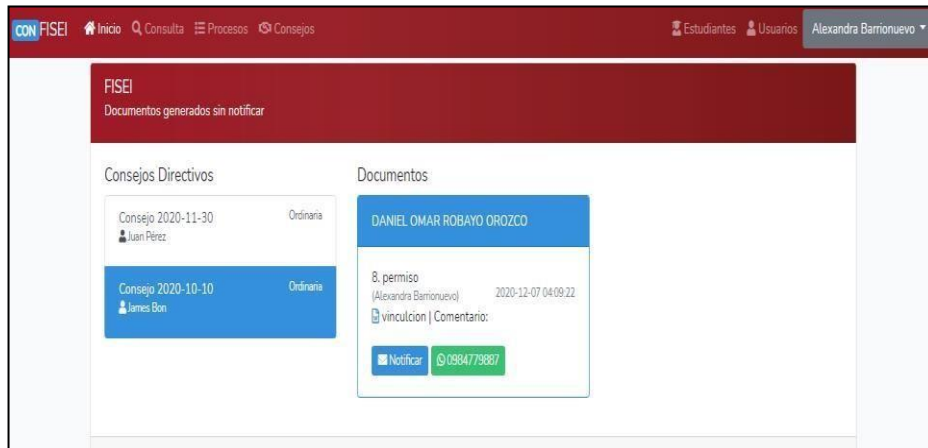 CON FISEI Inicio Consulta Procesos Consejos Estudiantes Usuarios Alexandra Barrionuevo
FISEI
Documentos generados sin notificar
Consejos Directivos
Consejo 2020-11-30 Ordinaria
Juan Pérez
Consejo 2020-10-10 Ordinaria
James Bon
Documentos
DANIEL OMAR ROBAYO OROZCO
8. permiso
(Alexandra Barrionuevo) 2020-12-07 04:09:22
vinculcion | Comentario:
Notificar 0984779887